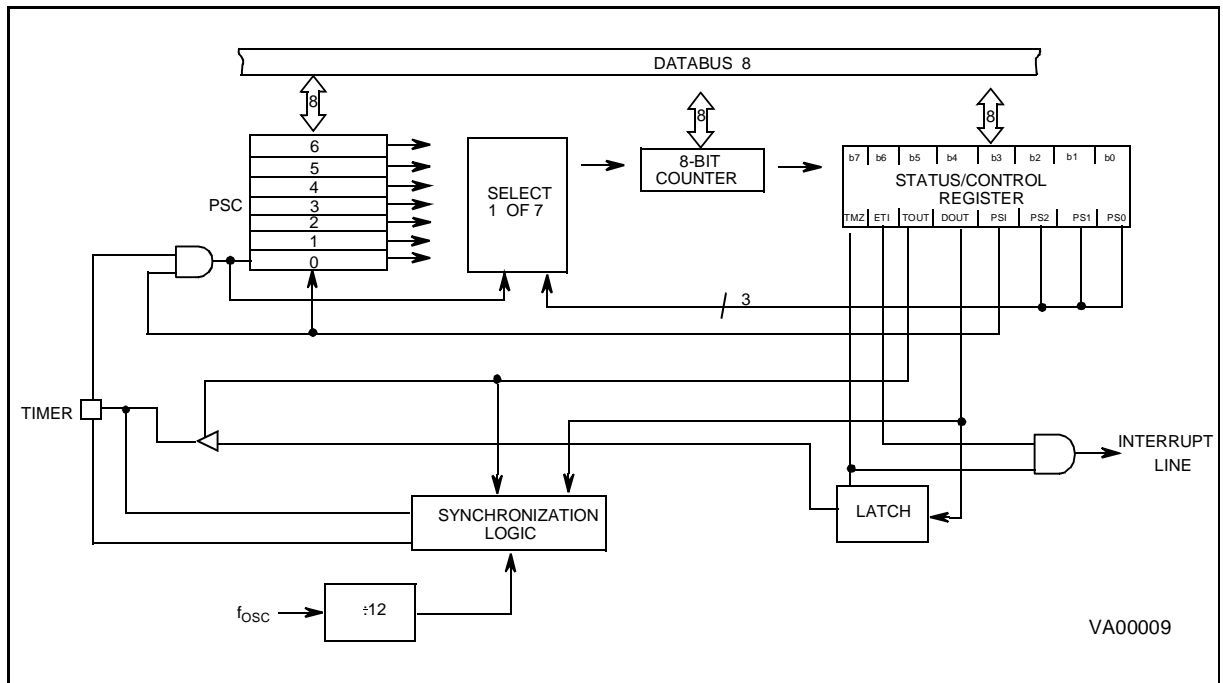 DATABUS 8
8
8
8
6
5
4
3
2
1
0
PSC
SELECT
1 OF 7
8-BIT
COUNTER
b7 b6 b5 b4 b3 b2 b1 b0
STATUS/CONTROL
REGISTER
TMZ ETI TOUT DOUT PSI PS2 PS1 PS0
3
TIMER
INTERRUPT
LINE
LATCH
SYNCHRONIZATION
LOGIC
fOSC
÷12
VA00009